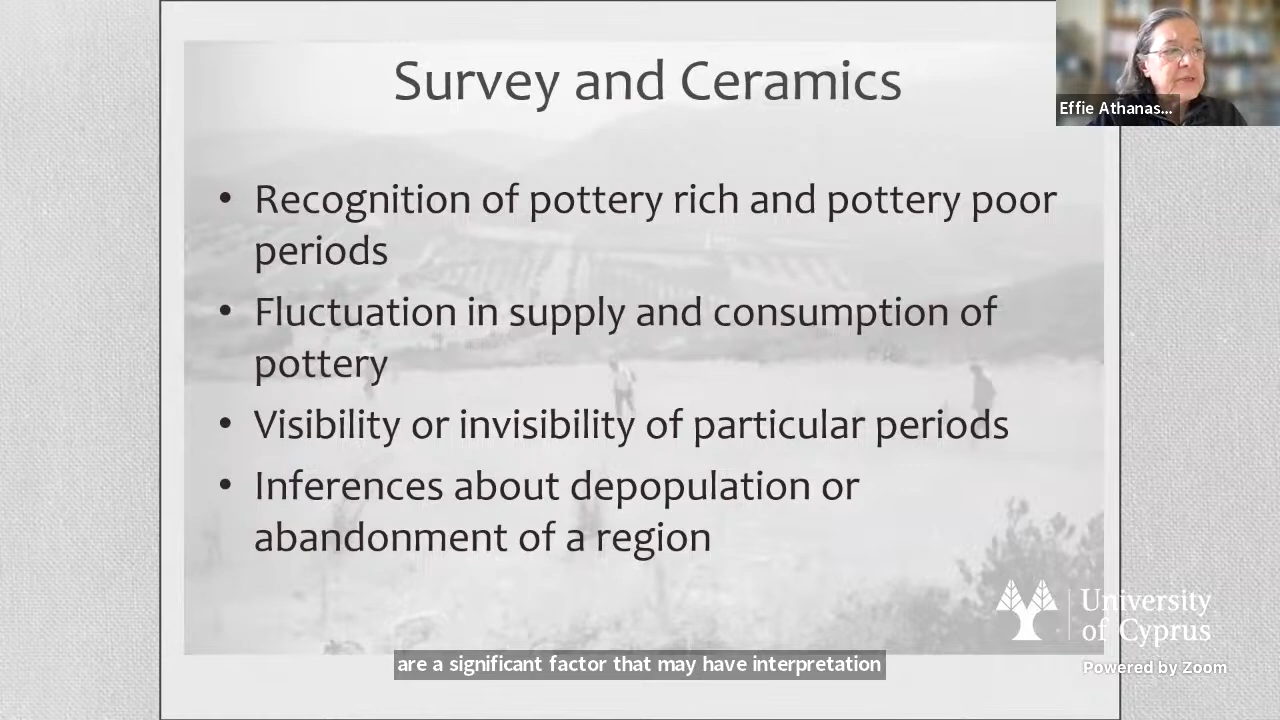 Survey and Ceramics
Effie Athanas...
• Recognition of pottery rich and pottery poor
periods
• Fluctuation in supply and consumption of
pottery
• Visibility or invisibility of particular periods
• Inferences about depopulation or
abandonment of a region
University
of Cyprus
are a significant factor that may have interpretation
Powered by Zoom